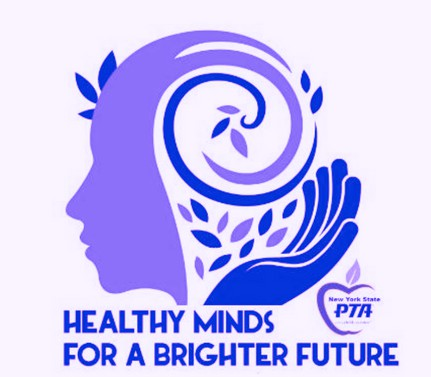 New York State
PTA
HEALTHY MINDS
FOR A BRIGHTER FUTURE